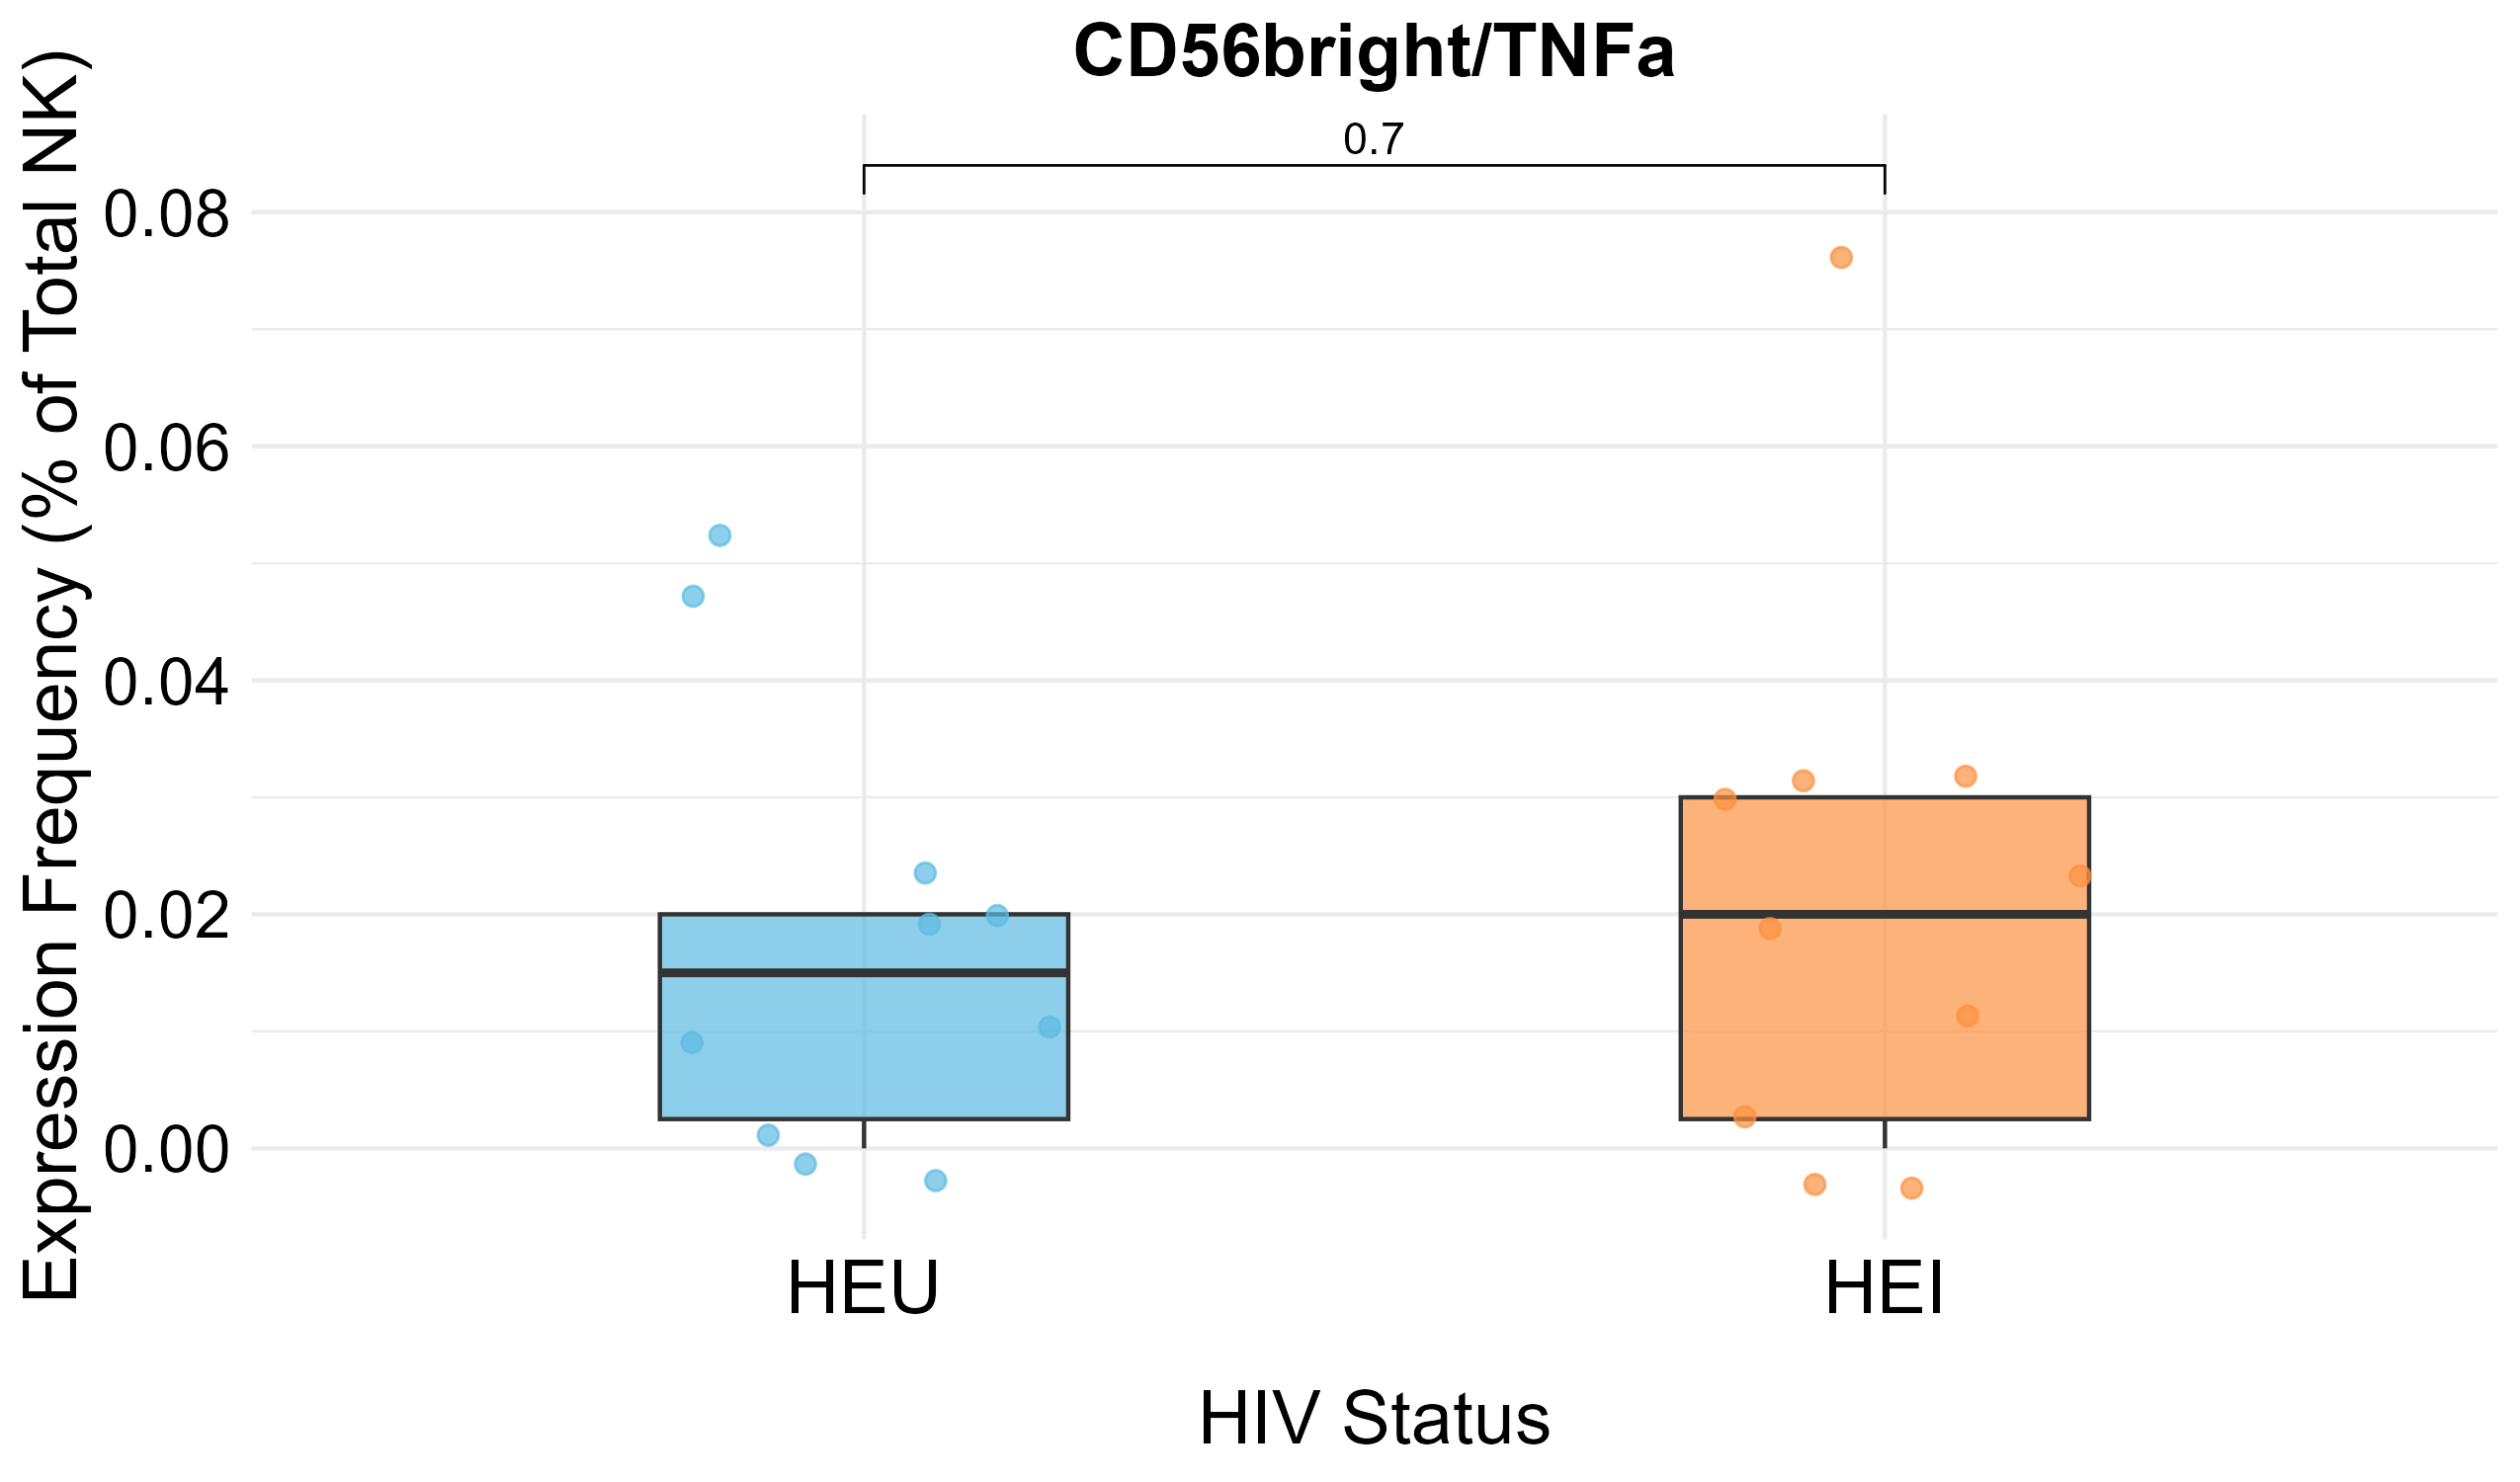 CD56bright/TNFa
0.7
Expression Frequency (% of Total NK)
0.08
0.06
0.04
0.02
0.00
HEU
HEI
HIV Status